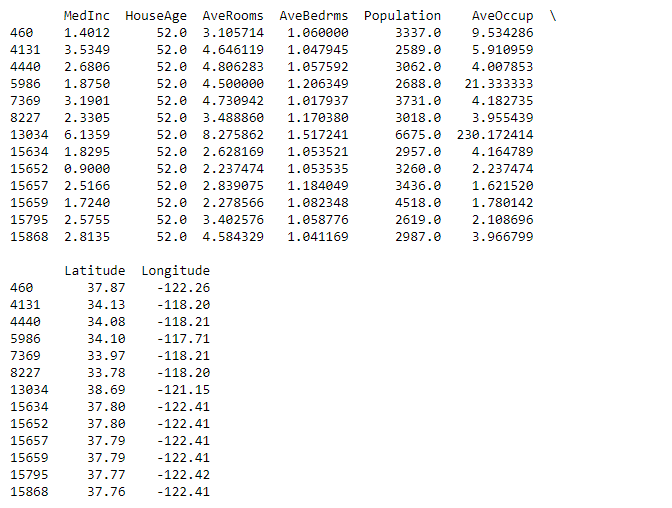 MedInc HouseAge AveRooms AveBedrms Population AveOccup \
460 1.4012 52.0 3.105714 1.060000 3337.0 9.534286
4131 3.5349 52.0 4.646119 1.047945 2589.0 5.910959
4440 2.6806 52.0 4.806283 1.057592 3062.0 4.007853
5986 1.8750 52.0 4.500000 1.206349 2688.0 21.333333
7369 3.1901 52.0 4.730942 1.017937 3731.0 4.182735
8227 2.3305 52.0 3.488860 1.170380 3018.0 3.955439
13034 6.1359 52.0 8.275862 1.517241 6675.0 230.172414
15634 1.8295 52.0 2.628169 1.053521 2957.0 4.164789
15652 0.9000 52.0 2.237474 1.053535 3260.0 2.237474
15657 2.5166 52.0 2.839075 1.184049 3436.0 1.621520
15659 1.7240 52.0 2.278566 1.082348 4518.0 1.780142
15795 2.5755 52.0 3.402576 1.058776 2619.0 2.108696
15868 2.8135 52.0 4.584329 1.041169 2987.0 3.966799
Latitude Longitude
460 37.87 -122.26
4131 34.13 -118.20
4440 34.08 -118.21
5986 34.10 -117.71
7369 33.97 -118.21
8227 33.78 -118.20
13034 38.69 -121.15
15634 37.80 -122.41
15652 37.80 -122.41
15657 37.79 -122.41
15659 37.79 -122.41
15795 37.77 -122.42
15868 37.76 -122.41